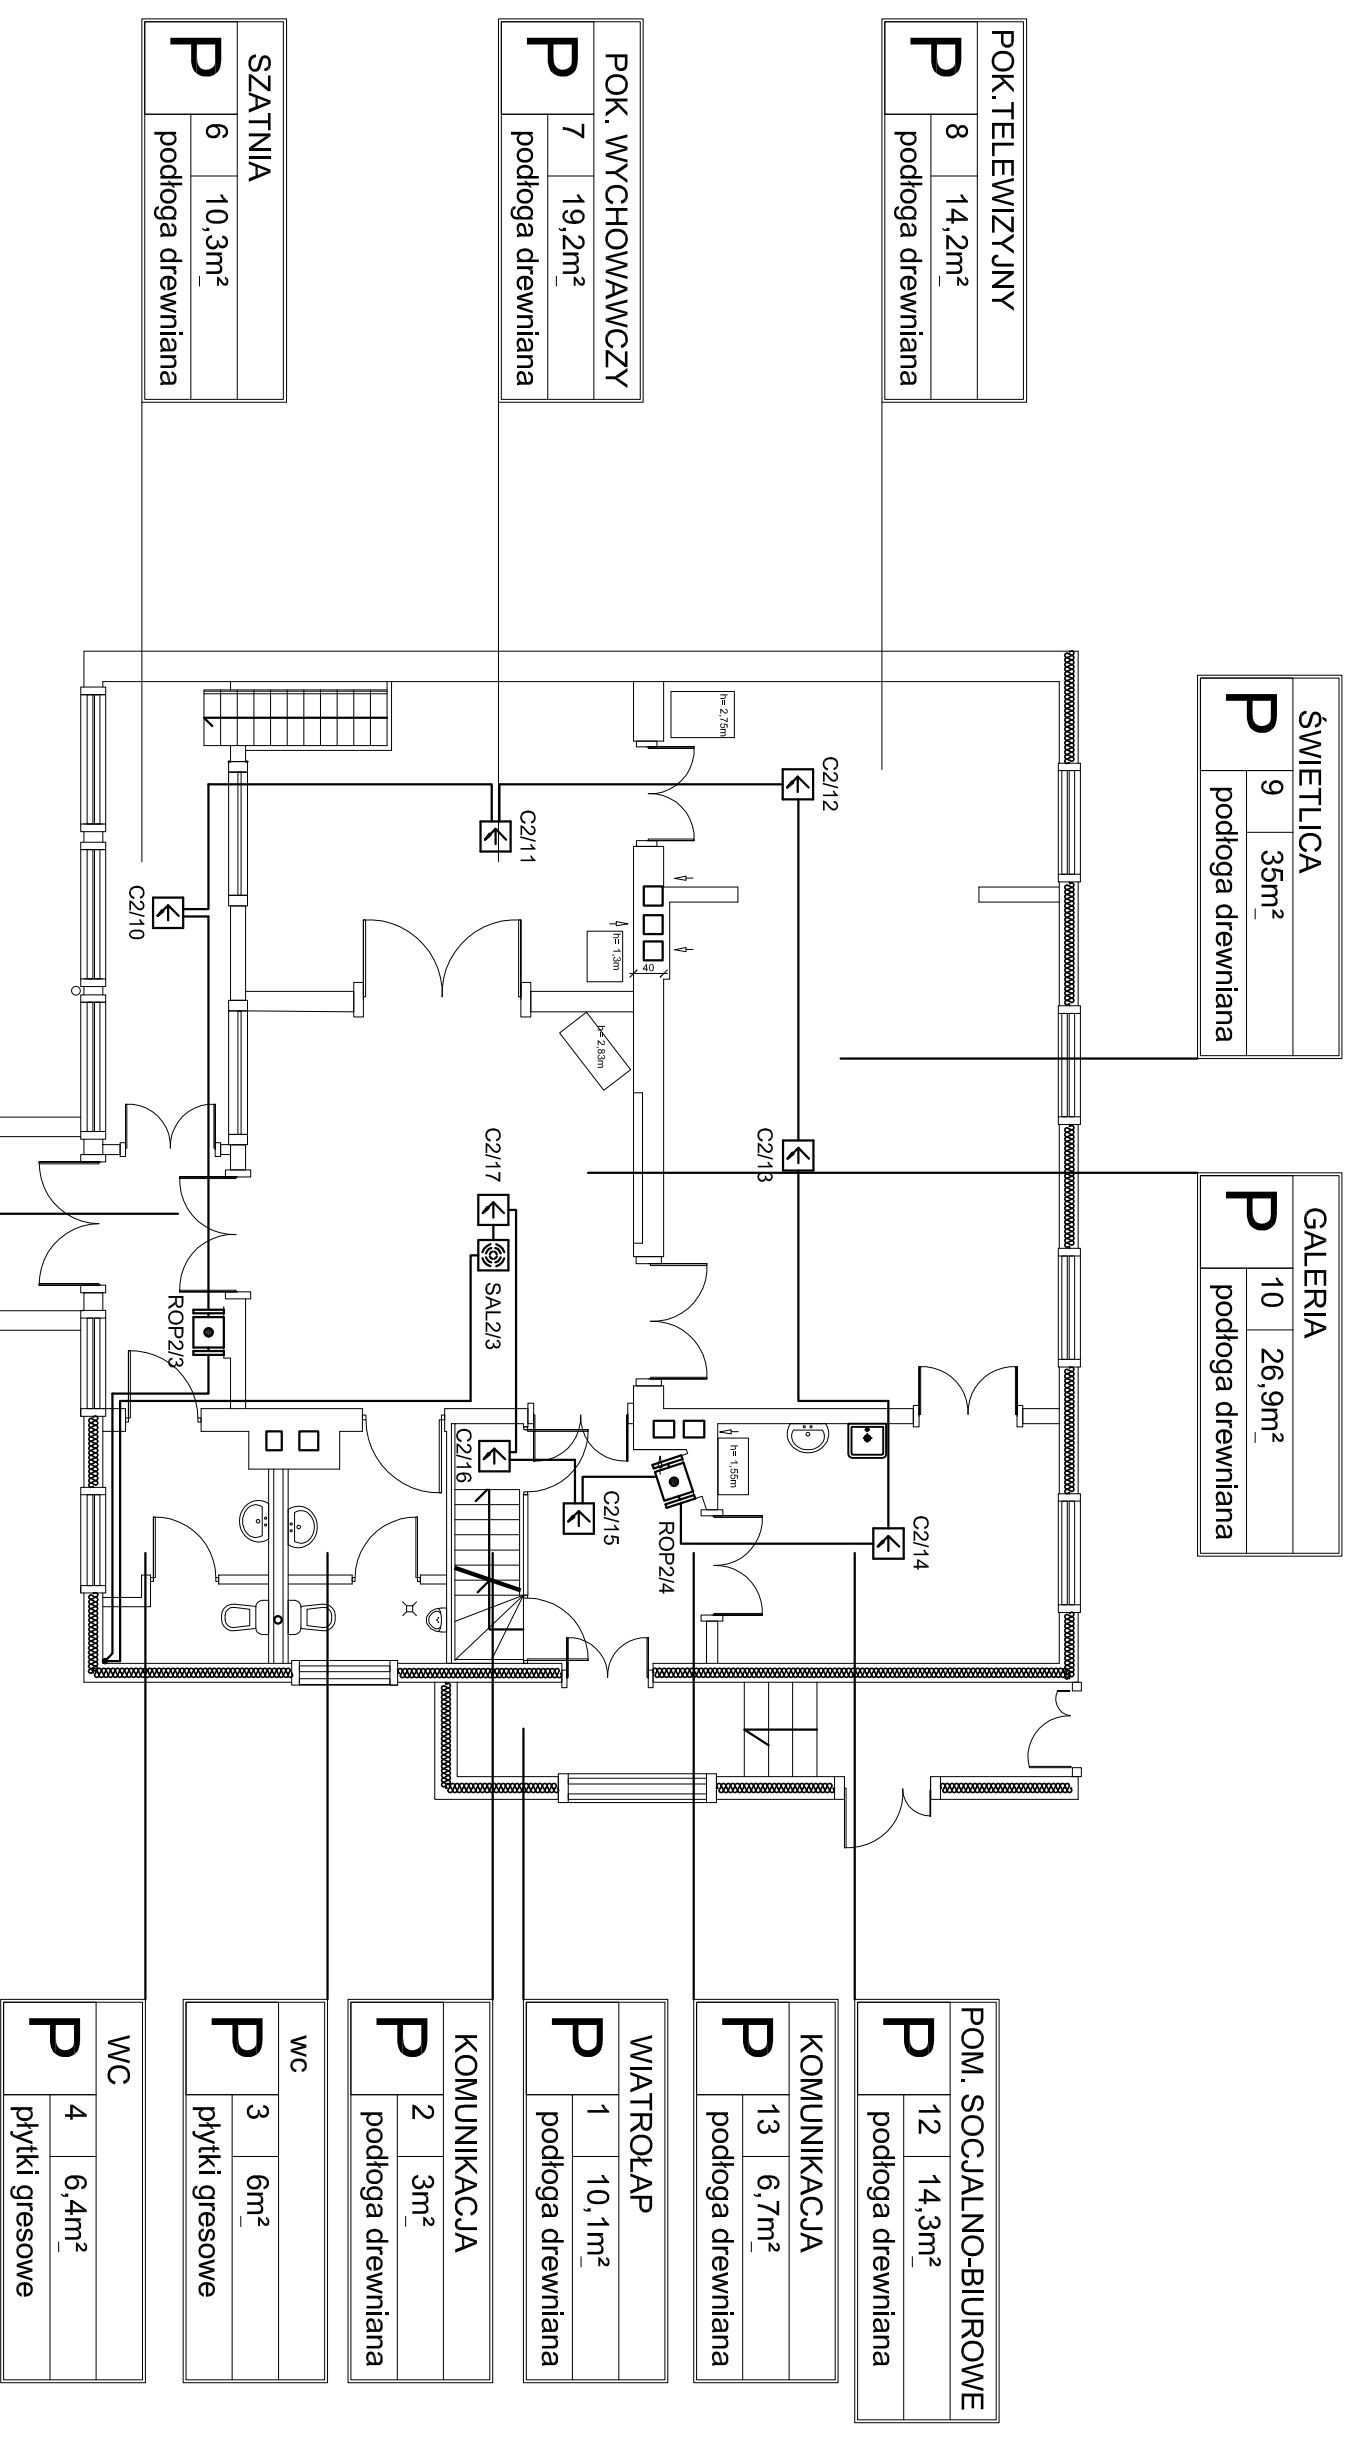 POK.TELEWIZYJNY
P
8
14,2m²
podłoga drewniana
POK. WYCHOWAWCZY
P
7
19,2m²
podłoga drewniana
SZATNIA
P
6
10,3m²
podłoga drewniana
ŚWIETLICA
P
9
35m²
podłoga drewniana
GALERIA
P
10
26,9m²
podłoga drewniana
h= 2,75m
C2/12
C2/11
C2/10
h= 1,3m
40
h= 2,83m
C2/13
C2/17
SAL2/3
ROP2/3
C2/16
C2/15
h= 1,55m
ROP2/4
C2/14
POM. SOCJALNO-BIUROWE
P
12
14,3m²
podłoga drewniana
KOMUNIKACJA
P
13
6,7m²
podłoga drewniana
WIATROŁAP
P
1
10,1m²
podłoga drewniana
KOMUNIKACJA
P
2
3m²
podłoga drewniana
wc
P
3
6m²
płytki gresowe
WC
P
4
6,4m²
płytki gresowe